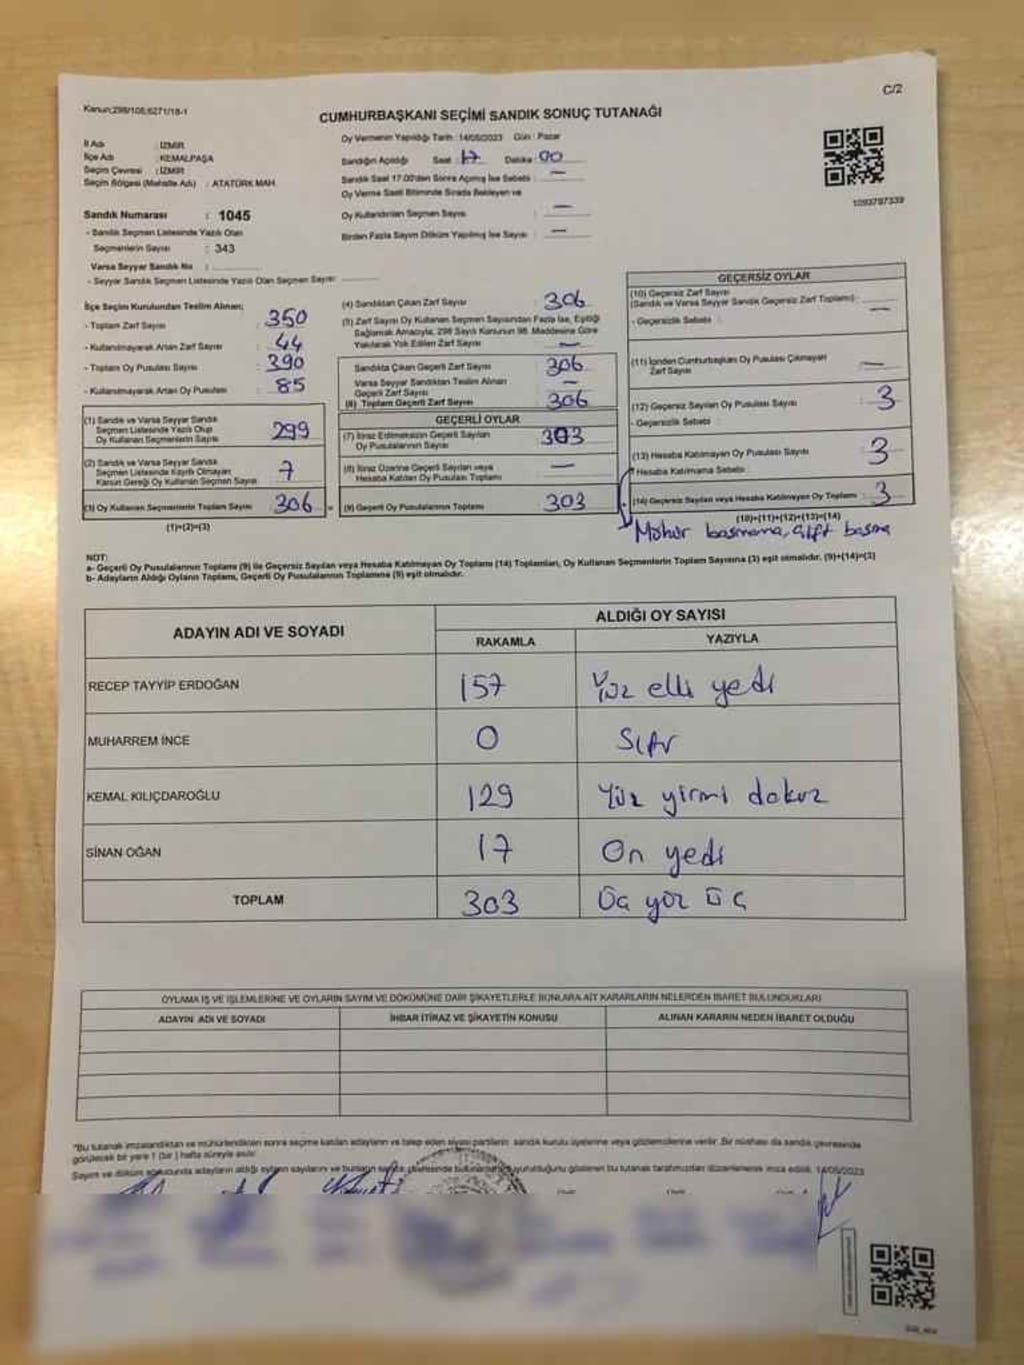 C/2
Kanun:298/105;6271/18-1
CUMHURBAŞKANI SEÇİMİ SANDIK SONUÇ TUTANAĞI
Oy Vermenin Yapıldığı Tarih : 14/05/2023 Gün : Pazar
İl Adı : İZMİR
İlçe Adı : KEMALPAŞA
Seçim Çevresi : İZMİR
Seçim Bölgesi (Mahalle Adı) : ATATÜRK MAH.
Sandığın Açıldığı Saat : 17 Dakika : 00
Sandık Saat 17.00'den Sonra Açılmış İse Sebebi : —
Oy Verme Saati Bitiminde Sırada Bekleyen ve
Oy Kullandırılan Seçmen Sayısı : —
Birden Fazla Sayım Döküm Yapılmış İse Sayısı : —
1093797339
Sandık Numarası : 1045
- Sandık Seçmen Listesinde Yazılı Olan
Seçmenlerin Sayısı : 343
Varsa Seyyar Sandık No :
- Seyyar Sandık Seçmen Listesinde Yazılı Olan Seçmen Sayısı:
İlçe Seçim Kurulundan Teslim Alınan;
- Toplam Zarf Sayısı : 350
- Kullanılmayarak Artan Zarf Sayısı : 44
- Toplam Oy Pusulası Sayısı : 390
- Kullanılmayarak Artan Oy Pusulası : 85
(1) Sandık ve Varsa Seyyar Sandık
Seçmen Listesinde Yazılı Olup
Oy Kullanan Seçmenlerin Sayısı 299
(2) Sandık ve Varsa Seyyar Sandık
Seçmen Listesinde Kayıtlı Olmayan
Kanun Gereği Oy Kullanan Seçmen Sayısı 7
(3) Oy Kullanan Seçmenlerin Toplam Sayısı 306
(1)+(2)=(3)
(4) Sandıktan Çıkan Zarf Sayısı : 306
(5) Zarf Sayısı Oy Kullanan Seçmen Sayısından Fazla İse, Eşitliği
Sağlamak Amacıyla, 298 Sayılı Kanunun 98. Maddesine Göre
Yakılarak Yok Edilen Zarf Sayısı : —
Sandıkta Çıkan Geçerli Zarf Sayısı 306
Varsa Seyyar Sandıktan Teslim Alınan
Geçerli Zarf Sayısı —
(6) Toplam Geçerli Zarf Sayısı 306
GEÇERLİ OYLAR
(7) İtiraz Edilmeksizin Geçerli Sayılan
Oy Pusulalarının Sayısı 303
(8) İtiraz Üzerine Geçerli Sayılan veya
Hesaba Katılan Oy Pusulası Toplamı —
(9) Geçerli Oy Pusulalarının Toplamı 303
GEÇERSİZ OYLAR
(10) Geçersiz Zarf Sayısı
(Sandık ve Varsa Seyyar Sandık Geçersiz Zarf Toplamı) :
- Geçersizlik Sebebi : —
(11) İçinden Cumhurbaşkanı Oy Pusulası Çıkmayan
Zarf Sayısı —
(12) Geçersiz Sayılan Oy Pusulası Sayısı 3
- Geçersizlik Sebebi :
(13) Hesaba Katılmayan Oy Pusulası Sayısı 3
Hesaba Katılmama Sebebi :
(14) Geçersiz Sayılan veya Hesaba Katılmayan Oy Toplamı : 3
(10)+(11)+(12)+(13)=(14)
Mühür basmama, çift basma
NOT:
a- Geçerli Oy Pusulalarının Toplamı (9) ile Geçersiz Sayılan veya Hesaba Katılmayan Oy Toplamı (14) Toplamları, Oy Kullanan Seçmenlerin Toplam Sayısına (3) eşit olmalıdır. (9)+(14)=(3)
b- Adayların Aldığı Oyların Toplamı, Geçerli Oy Pusulalarının Toplamına (9) eşit olmalıdır.
ADAYIN ADI VE SOYADI
ALDIĞI OY SAYISI
RAKAMLA YAZIYLA
RECEP TAYYİP ERDOĞAN 157 Yüz elli yedi
MUHARREM İNCE 0 Sıfır
KEMAL KILIÇDAROĞLU 129 Yüz yirmi dokuz
SİNAN OĞAN 17 On yedi
TOPLAM 303 Üç yüz üç
OYLAMA İŞ VE İŞLEMLERİNE VE OYLARIN SAYIM VE DÖKÜMÜNE DAİR ŞİKAYETLERLE BUNLARA AİT KARARLARIN NELERDEN İBARET BULUNDUKLARI
ADAYIN ADI VE SOYADI İHBAR İTİRAZ VE ŞİKAYETİN KONUSU ALINAN KARARIN NEDEN İBARET OLDUĞU
"Bu tutanak imzalandıktan ve mühürlendikten sonra seçime katılan adayların ve talep eden siyasi partilerin sandık kurulu üyelerine veya gözlemcilerine verilir. Bir nüshası da sandık çevresinde
görülecek bir yere 1 (bir) hafta süreyle asılır.
Sayım ve döküm sonucunda adayların aldığı oyların sayılarını ve bunların gösteren bu tutanak tarafımızdan düzenlenerek imza edildi. 14/05/2023